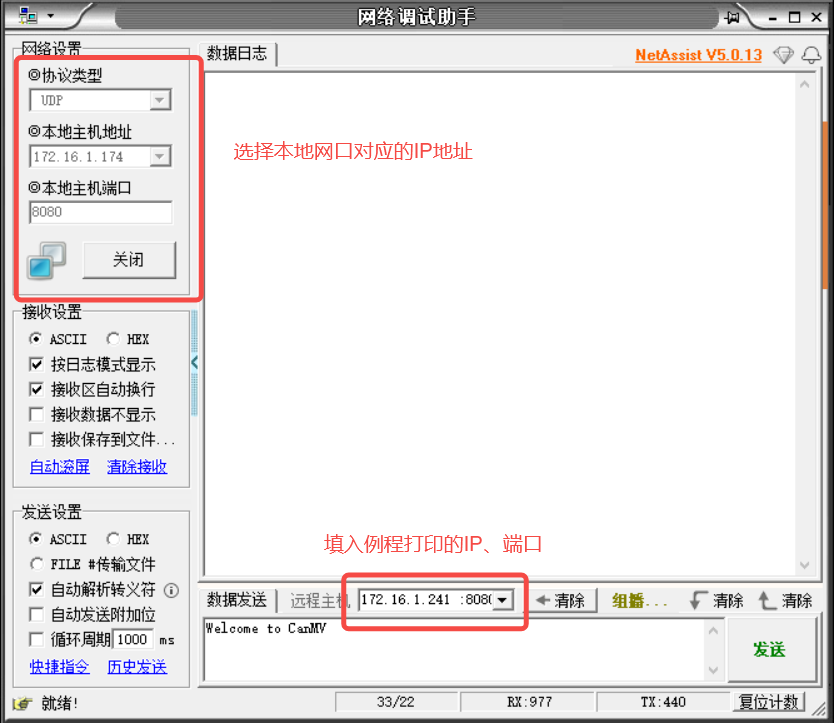 网络调试助手
网络设置
数据日志
NetAssist V5.0.13
协议类型
UDP
本地主机地址
172.16.1.174
选择本地网口对应的IP地址
本地主机端口
8080
关闭
接收设置
ASCII HEX
按日志模式显示
接收区自动换行
接收数据不显示
接收保存到文件...
自动滚屏 清除接收
发送设置
ASCII HEX
填入例程打印的IP、端口
FILE #传输文件
自动解析转义符
自动发送附加位
循环周期 1000 ms
快捷指令 历史发送
数据发送 远程主机 172.16.1.241 :8080 清除 组播... 清除 清除
Welcome to CanMV
发送
就绪! 33/22 RX:977 TX:440 复位计数